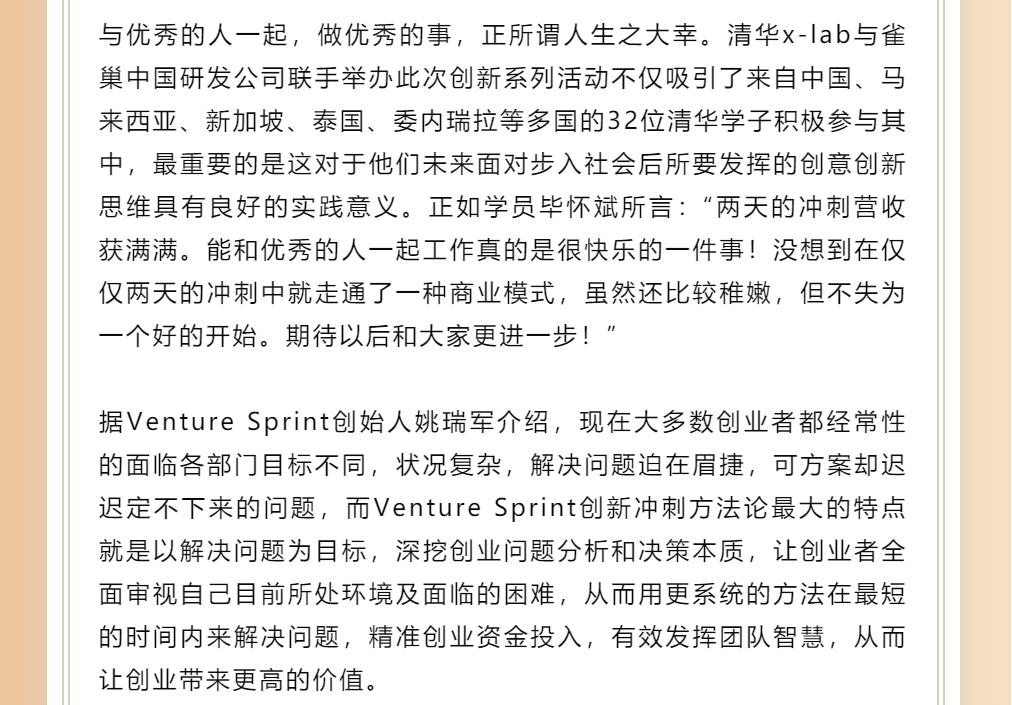 与优秀的人一起，做优秀的事，正所谓人生之大幸。清华x-lab与雀
巢中国研发公司联手举办此次创新系列活动不仅吸引了来自中国、马
来西亚、新加坡、泰国、委内瑞拉等多国的32位清华学子积极参与其
中，最重要的是这对于他们未来面对步入社会后所要发挥的创意创新
思维具有良好的实践意义。正如学员毕怀斌所言：“两天的冲刺营收
获满满。能和优秀的人一起工作真的是很快乐的一件事！没想到在仅
仅两天的冲刺中就走通了一种商业模式，虽然还比较稚嫩，但不失为
一个好的开始。期待以后和大家更进一步！”
据Venture Sprint创始人姚瑞军介绍，现在大多数创业者都经常性
的面临各部门目标不同，状况复杂，解决问题迫在眉捷，可方案却迟
迟定不下来的问题，而Venture Sprint创新冲刺方法论最大的特点
就是以解决问题为目标，深挖创业问题分析和决策本质，让创业者全
面审视自己目前所处环境及面临的困难，从而用更系统的方法在最短
的时间内来解决问题，精准创业资金投入，有效发挥团队智慧，从而
让创业带来更高的价值。